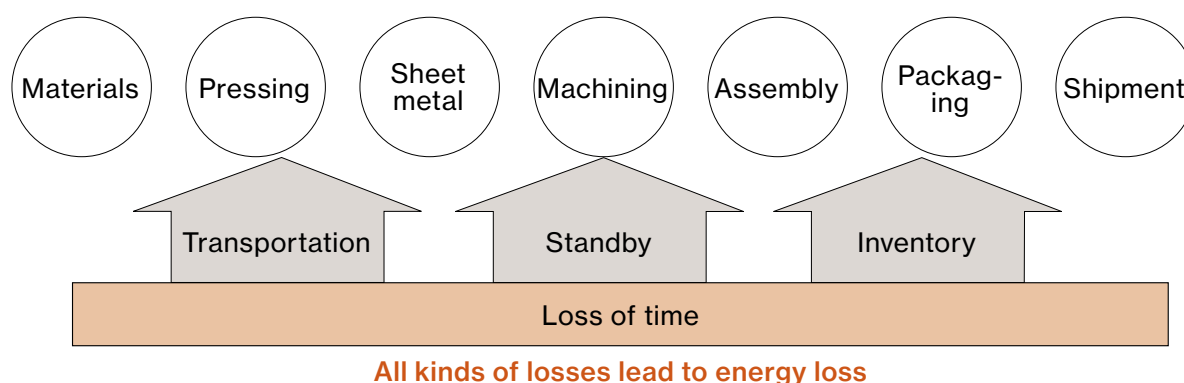 Materials
Pressing
Sheet
metal
Machining
Assembly
Packag-
ing
Shipment
Transportation
Standby
Inventory
Loss of time
All kinds of losses lead to energy loss